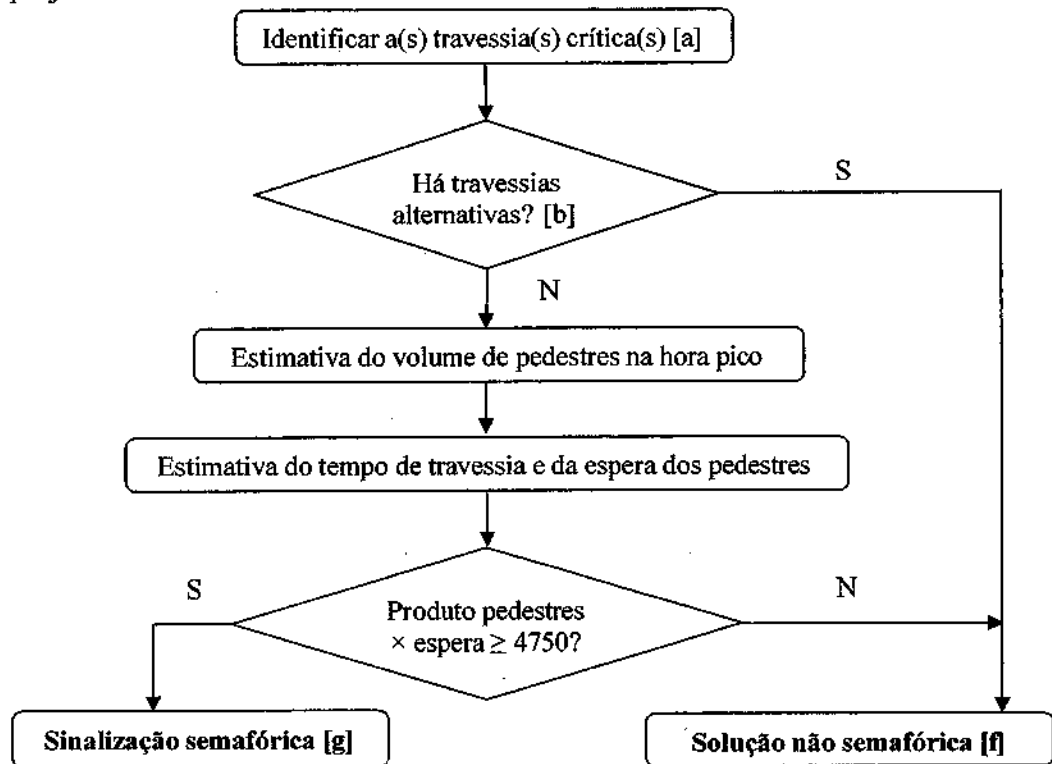 Identificar a(s) travessia(s) crítica(s) [a]
Há travessias
alternativas? [b]
S
N
Estimativa do volume de pedestres na hora pico
Estimativa do tempo de travessia e da espera dos pedestres
S
N
Produto pedestres
× espera ≥ 4750?
Sinalização semafórica [g]
Solução não semafórica [f]